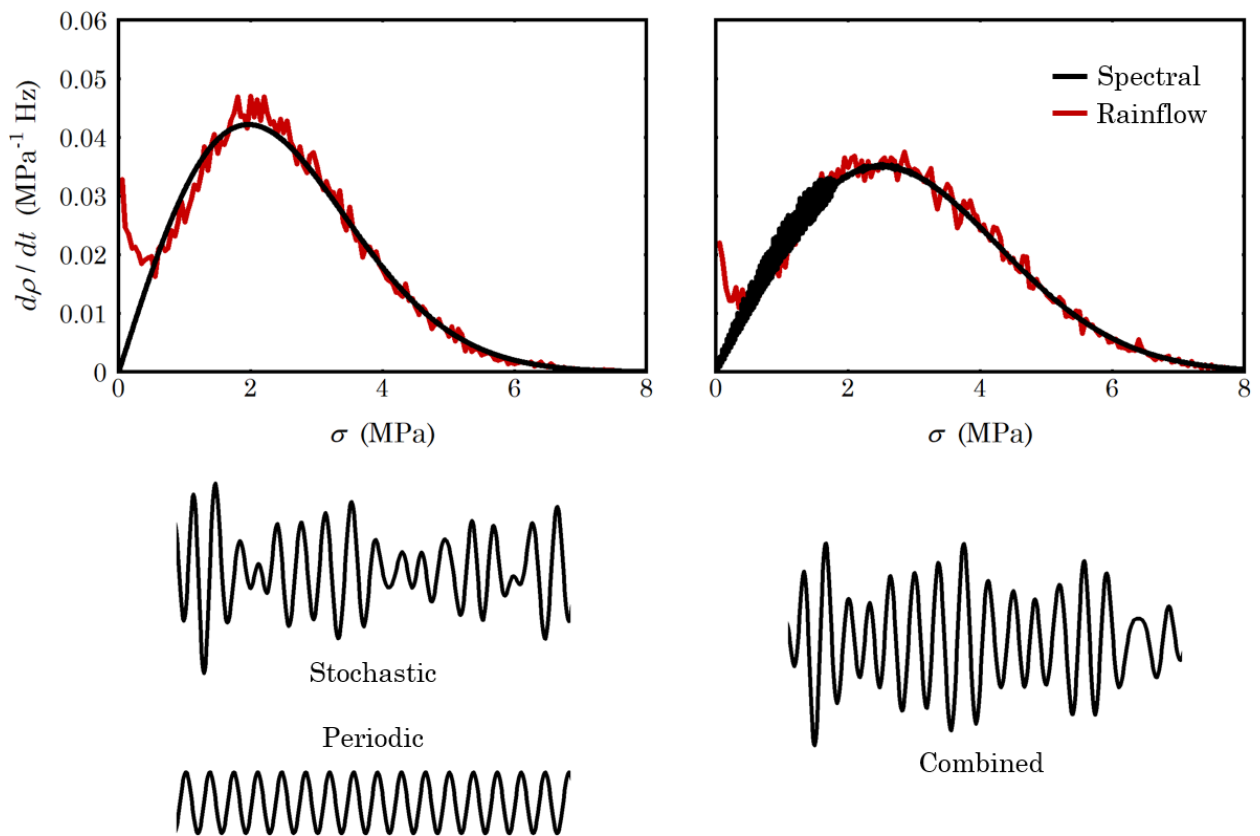 0.06
0.05
0.04
0.03
0.02
0.01
0
dρ / dt (MPa⁻¹ Hz)
0 2 4 6 8
σ (MPa)
Spectral
Rainflow
0 2 4 6 8
σ (MPa)
Stochastic
Periodic
Combined